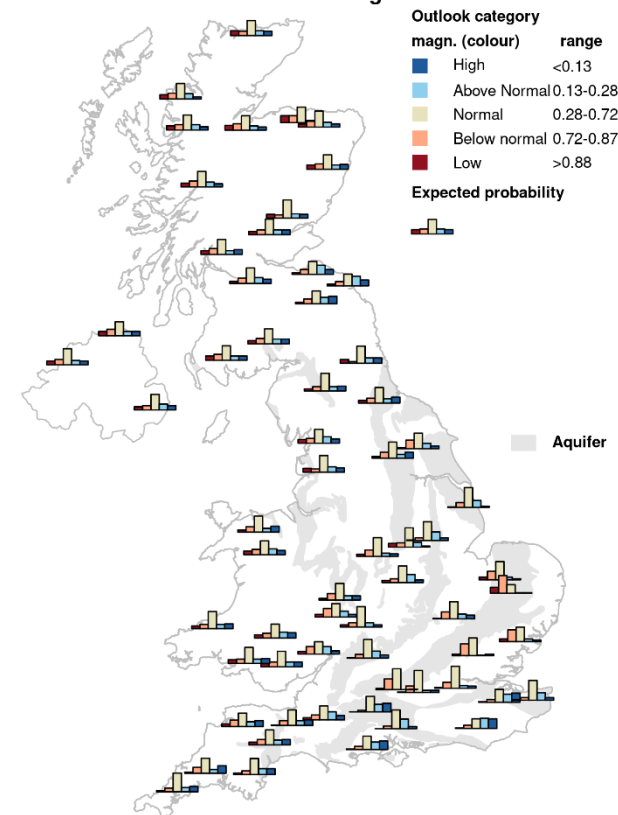 Outlook category
magn. (colour) range
High <0.13
Above Normal 0.13-0.28
Normal 0.28-0.72
Below normal 0.72-0.87
Low >0.88
Expected probability
Aquifer